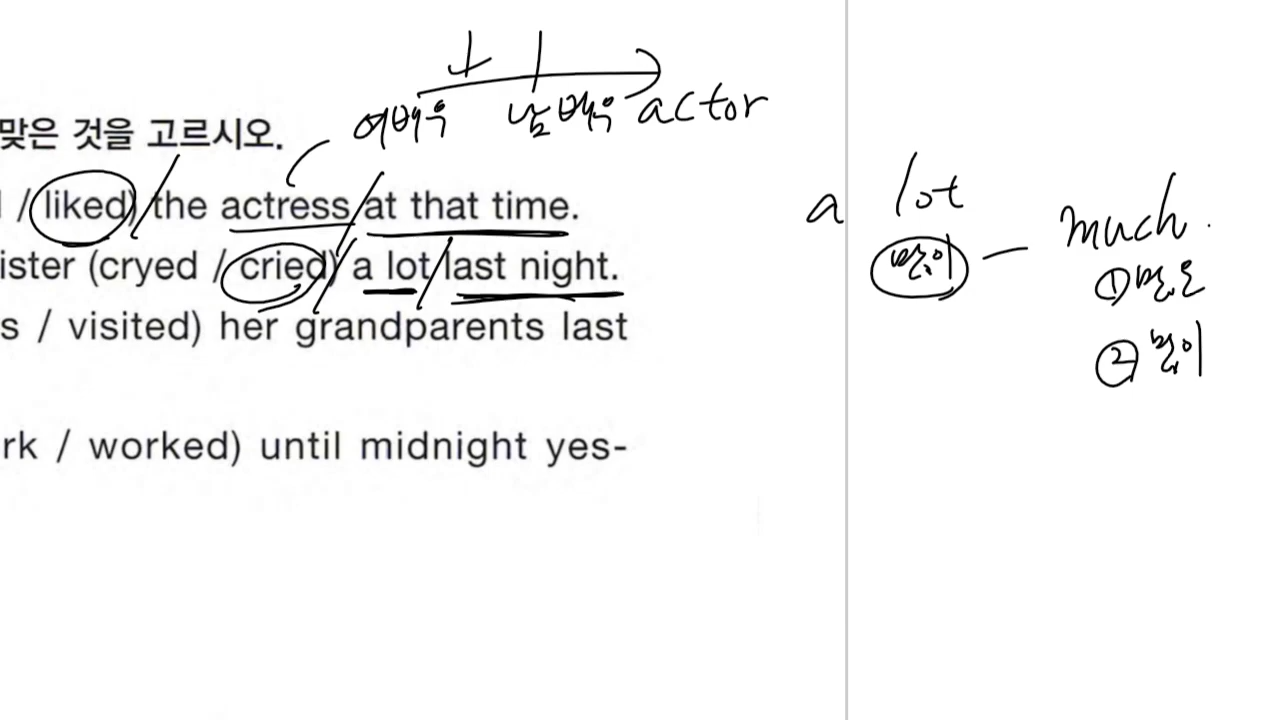 여배우 남배우 actor
맞은 것을 고르시오.
/ liked) the actress at that time.
ister (cryed / cried) a lot last night.
s / visited) her grandparents last
rk / worked) until midnight yes-
a lot
많이 much.
① 많은
② 많이